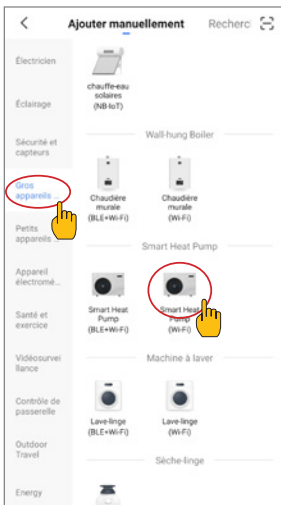 Ajouter manuellement Recherc
Électricien
chauffe-eau
solaires
(NB-IoT)
Éclairage
Sécurité et
capteurs
Wall-hung Boiler
Gros
appareils ...
Chaudière
murale
(BLE+Wi-Fi)
Chaudière
murale
(Wi-Fi)
Petits
appareils ...
Smart Heat Pump
Appareil
électromé...
Smart Heat
Pump
(BLE+Wi-Fi)
Smart Heat
Pump
(Wi-Fi)
Santé et
exercice
Vidéosurvei
llance
Machine à laver
Contrôle de
passerelle
Lave-linge
(BLE+Wi-Fi)
Lave-linge
(Wi-Fi)
Outdoor
Travel
Sèche-linge
Energy